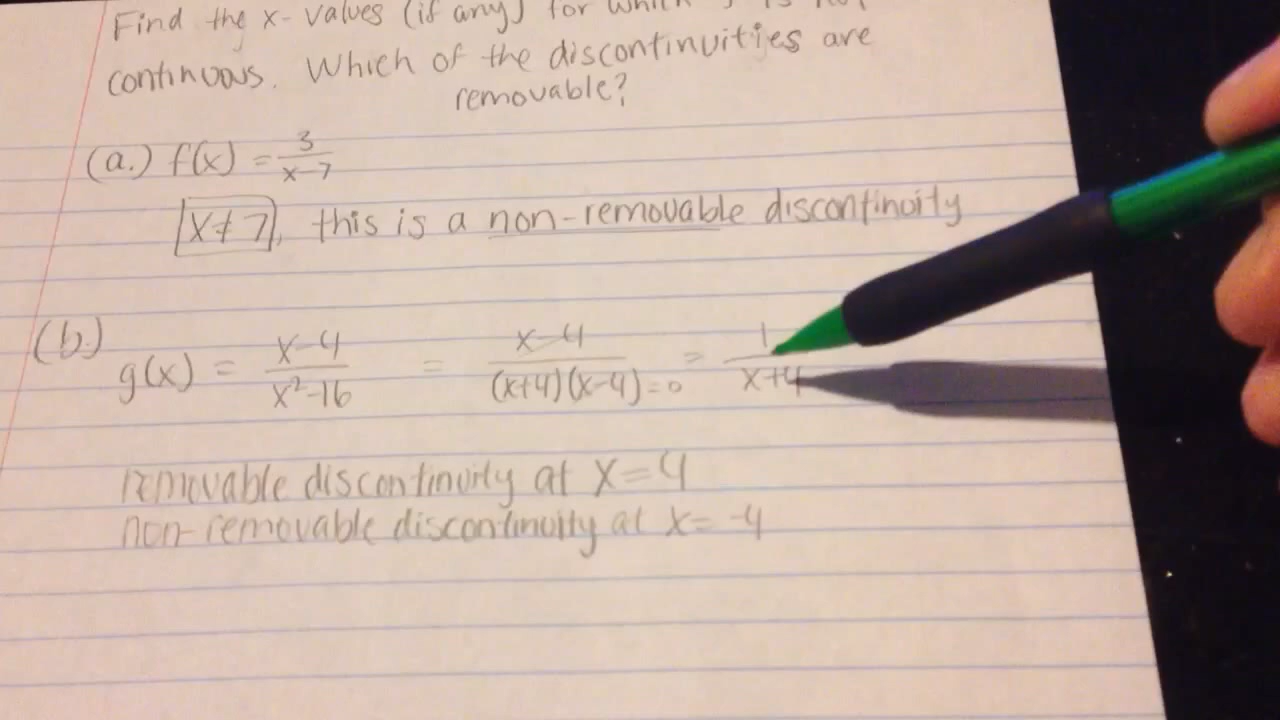 Find the x-values (if any) for which
continuous. Which of the discontinuities are
removable?
(a.) f(x) = 3/(x-7)
x≠7, this is a non-removable discontinuity
(b.) g(x) = (x-4)/(x²-16) = (x-4)/((x+4)(x-4)=0) = 1/(x+4)
removable discontinuity at x=4
non-removable discontinuity at x= -4